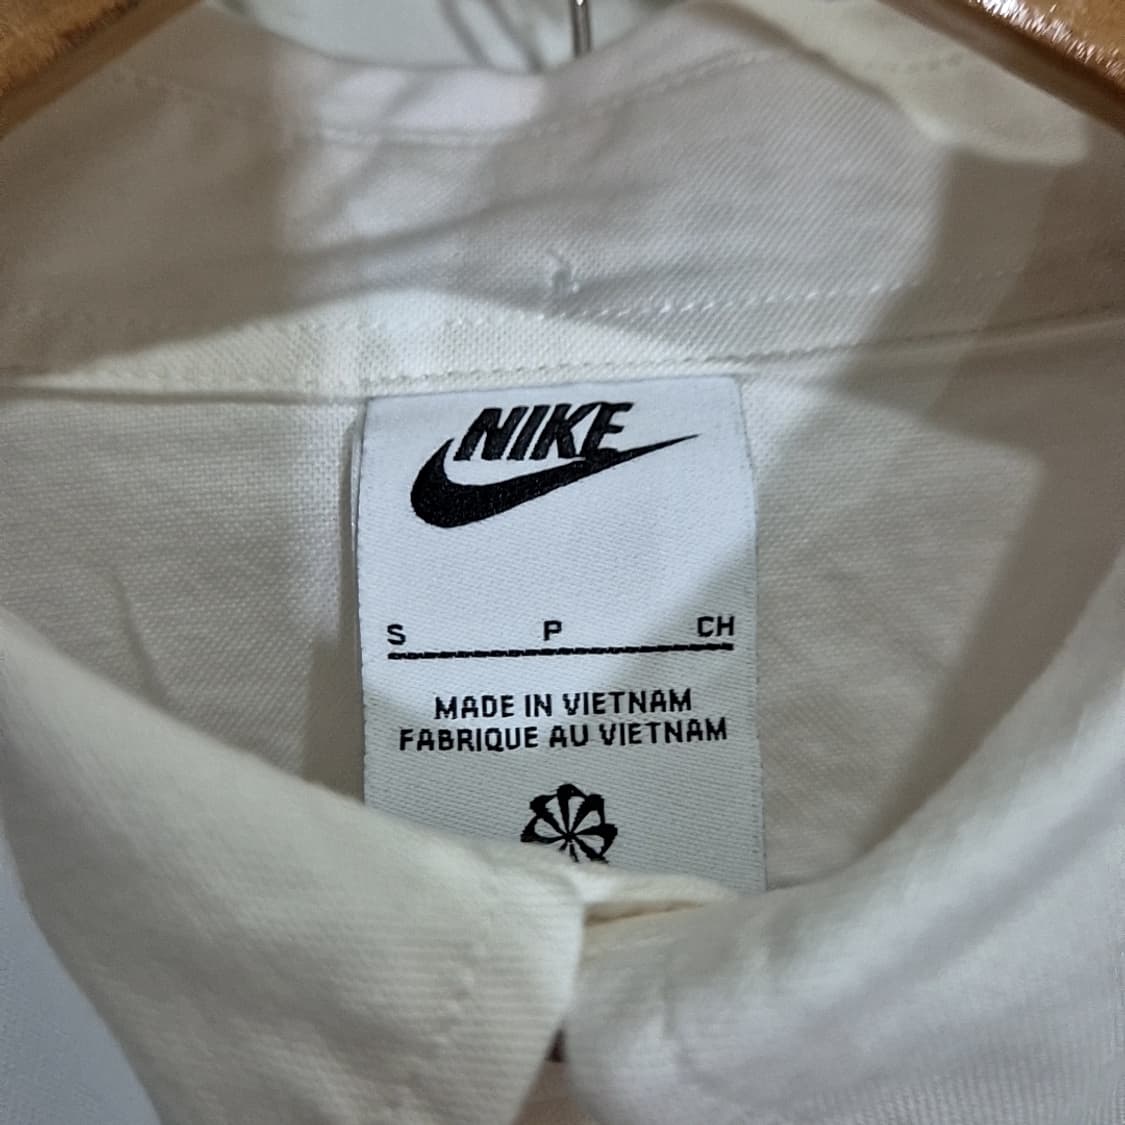 NIKE
S P CH
MADE IN VIETNAM
FABRIQUE AU VIETNAM